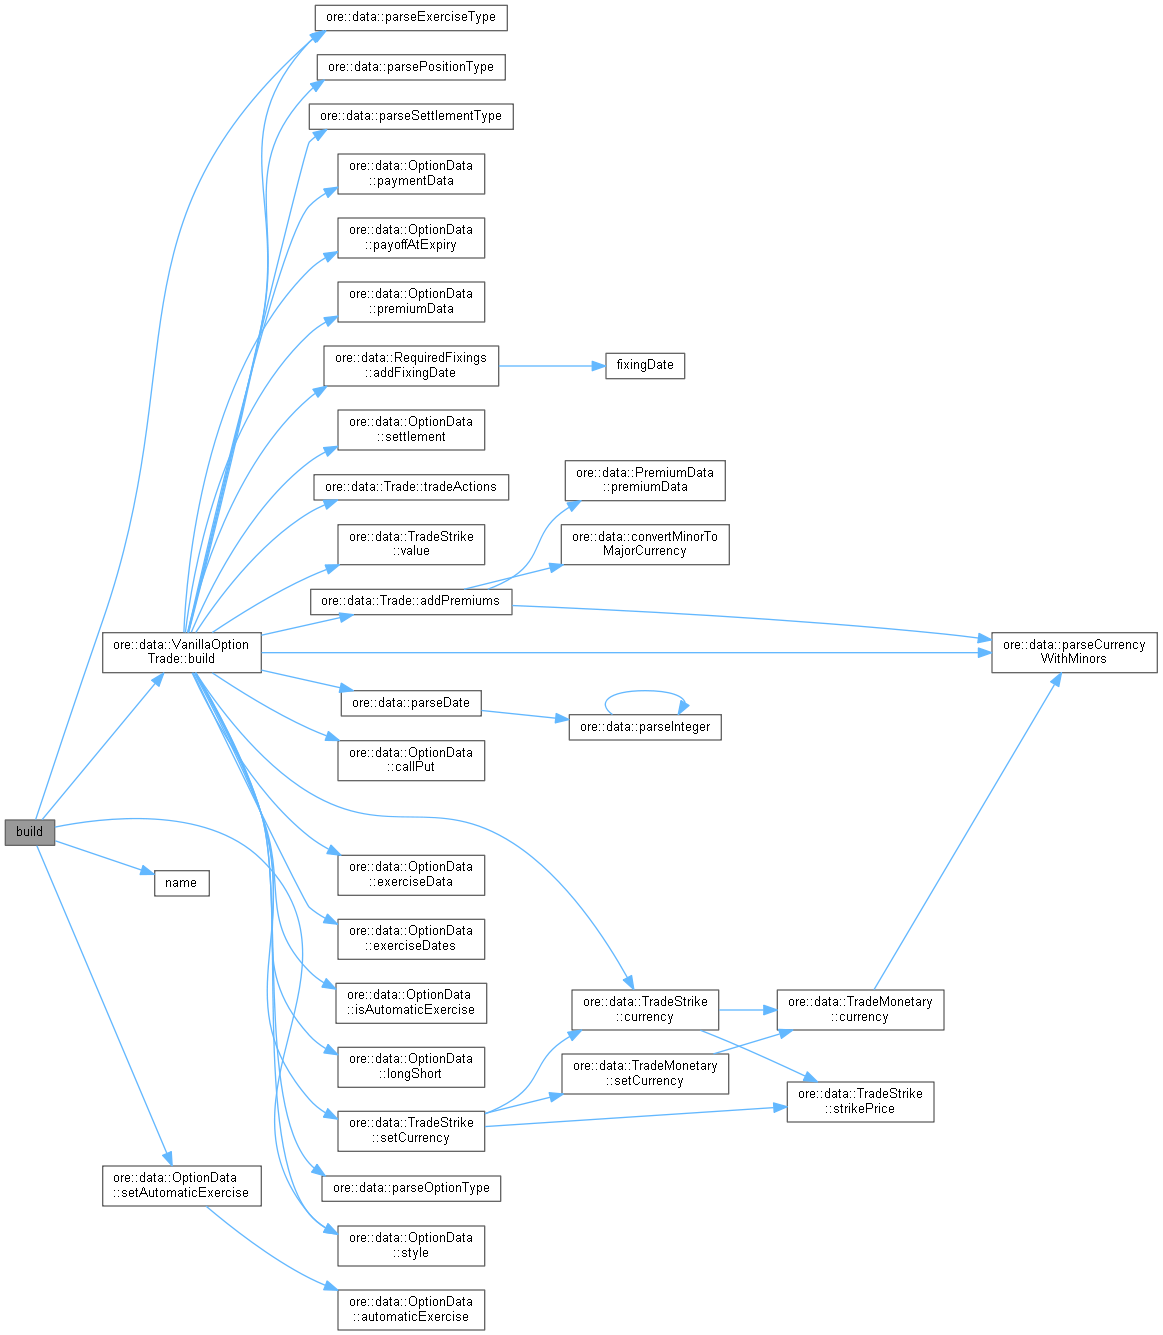 ore::data::parseExerciseType
ore::data::parsePositionType
ore::data::parseSettlementType
ore::data::OptionData
::paymentData
ore::data::OptionData
::payoffAtExpiry
ore::data::OptionData
::premiumData
ore::data::RequiredFixings
::addFixingDate
fixingDate
ore::data::OptionData
::settlement
ore::data::PremiumData
::premiumData
ore::data::Trade::tradeActions
ore::data::TradeStrike
::value
ore::data::convertMinorTo
MajorCurrency
ore::data::Trade::addPremiums
ore::data::VanillaOption
Trade::build
ore::data::parseCurrency
WithMinors
ore::data::parseDate
ore::data::parseInteger
ore::data::OptionData
::callPut
build
name
ore::data::OptionData
::exerciseData
ore::data::OptionData
::exerciseDates
ore::data::OptionData
::isAutomaticExercise
ore::data::TradeStrike
::currency
ore::data::TradeMonetary
::currency
ore::data::OptionData
::longShort
ore::data::TradeMonetary
::setCurrency
ore::data::TradeStrike
::strikePrice
ore::data::TradeStrike
::setCurrency
ore::data::OptionData
::setAutomaticExercise
ore::data::parseOptionType
ore::data::OptionData
::style
ore::data::OptionData
::automaticExercise